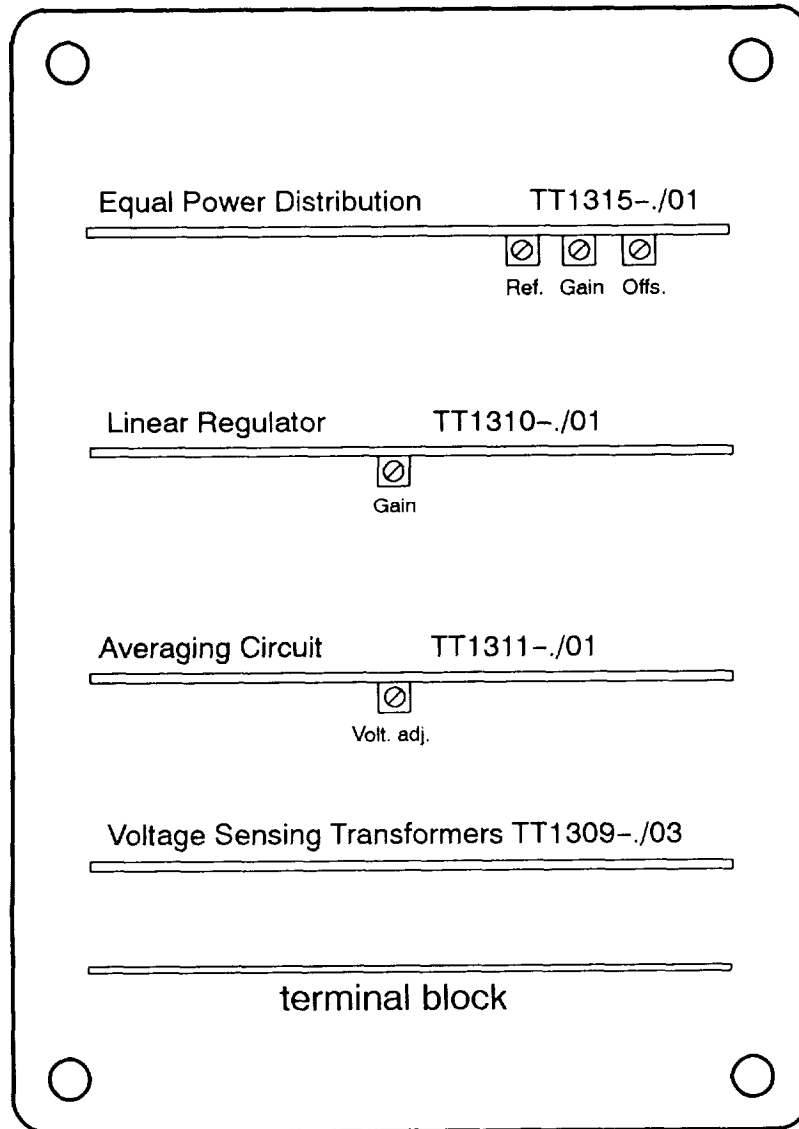 Equal Power Distribution TT1315-./01
Ref. Gain Offs.
Linear Regulator TT1310-./01
Gain
Averaging Circuit TT1311-./01
Volt. adj.
Voltage Sensing Transformers TT1309-./03
terminal block